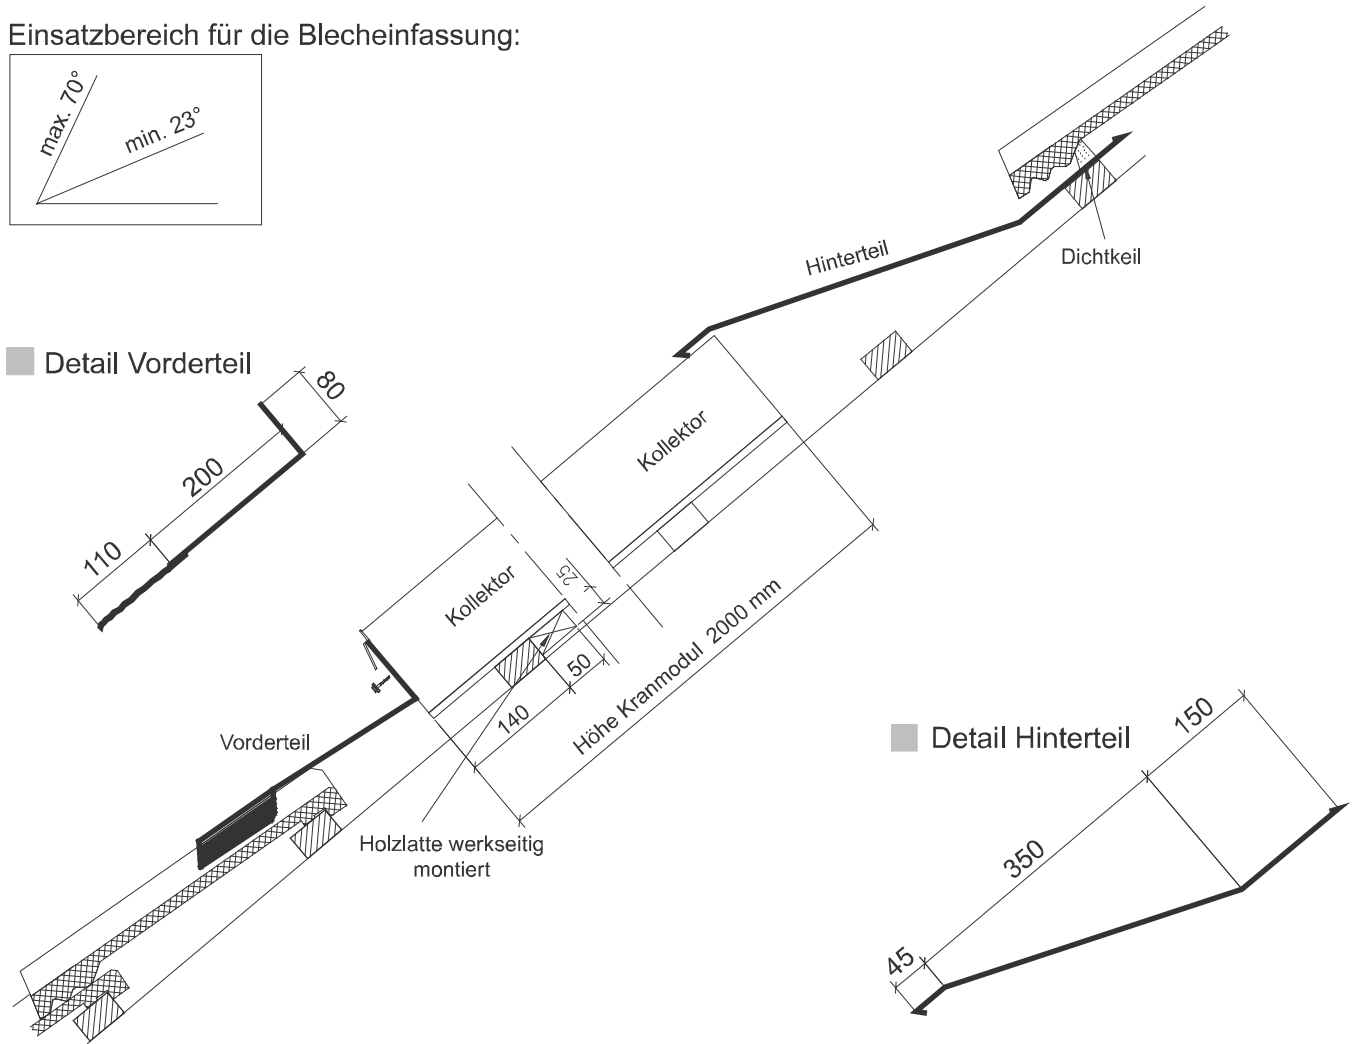 Einsatzbereich für die Blecheinfassung:
max. 70°
min. 23°
Hinterteil
Dichtkeil
Detail Vorderteil
80
200
110
Kollektor
Kollektor
25
50
140
Höhe Kranmodul 2000 mm
Vorderteil
Holzlatte werkseitig
montiert
Detail Hinterteil
150
350
45